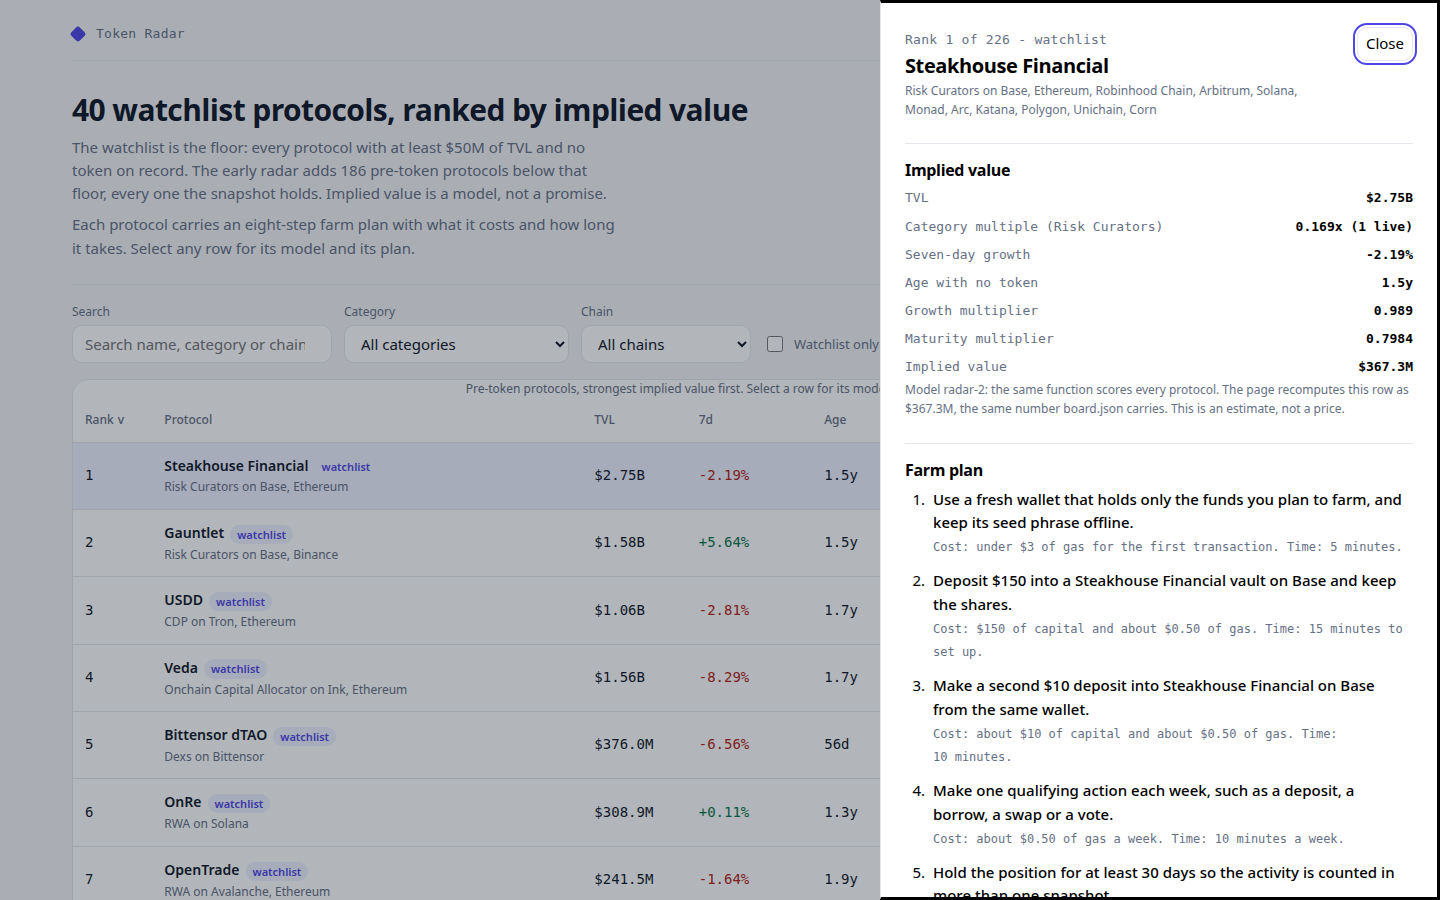 Token Radar
40 watchlist protocols, ranked by implied value
The watchlist is the floor: every protocol with at least $50M of TVL and no
token on record. The early radar adds 186 pre-token protocols below that
floor, every one the snapshot holds. Implied value is a model, not a promise.
Each protocol carries an eight-step farm plan with what it costs and how long
it takes. Select any row for its model and its plan.
Search
Category
Chain
Search name, category or chain
All categories
All chains
Watchlist only
Pre-token protocols, strongest implied value first. Select a row for its
Rank v
Protocol
TVL
7d
Age
1
Steakhouse Financial watchlist
Risk Curators on Base, Ethereum
$2.75B
-2.19%
1.5y
2
Gauntlet watchlist
Risk Curators on Base, Binance
$1.58B
+5.64%
1.5y
3
USDD watchlist
CDP on Tron, Ethereum
$1.06B
-2.81%
1.7y
4
Veda watchlist
Onchain Capital Allocator on Ink, Ethereum
$1.56B
-8.29%
1.7y
5
Bittensor dTAO watchlist
Dexs on Bittensor
$376.0M
-6.56%
56d
6
OnRe watchlist
RWA on Solana
$308.9M
+0.11%
1.3y
7
OpenTrade watchlist
RWA on Avalanche, Ethereum
$241.5M
-1.64%
1.9y
Rank 1 of 226 - watchlist
Close
Steakhouse Financial
Risk Curators on Base, Ethereum, Robinhood Chain, Arbitrum, Solana,
Monad, Arc, Katana, Polygon, Unichain, Corn
Implied value
TVL $2.75B
Category multiple (Risk Curators) 0.169x (1 live)
Seven-day growth -2.19%
Age with no token 1.5y
Growth multiplier 0.989
Maturity multiplier 0.7984
Implied value $367.3M
Model radar-2: the same function scores every protocol. The page recomputes this row as
$367.3M, the same number board.json carries. This is an estimate, not a price.
Farm plan
1. Use a fresh wallet that holds only the funds you plan to farm, and
keep its seed phrase offline.
Cost: under $3 of gas for the first transaction. Time: 5 minutes.
2. Deposit $150 into a Steakhouse Financial vault on Base and keep
the shares.
Cost: $150 of capital and about $0.50 of gas. Time: 15 minutes to
set up.
3. Make a second $10 deposit into Steakhouse Financial on Base
from the same wallet.
Cost: about $10 of capital and about $0.50 of gas. Time:
10 minutes.
4. Make one qualifying action each week, such as a deposit, a
borrow, a swap or a vote.
Cost: about $0.50 of gas a week. Time: 10 minutes a week.
5. Hold the position for at least 30 days so the activity is counted in
more than one snapshot